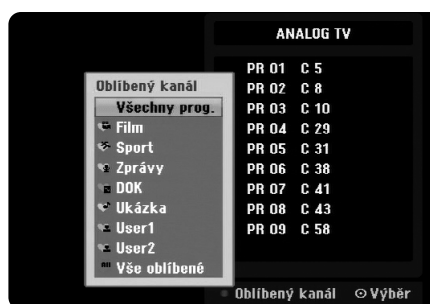 ANALOG TV
PR 01 C 5
PR 02 C 8
PR 03 C 10
PR 04 C 29
PR 05 C 31
PR 06 C 38
PR 07 C 41
PR 08 C 43
PR 09 C 58
Oblíbený kanál
Všechny prog.
Film
Sport
Zprávy
DOK
Ukázka
User1
User2
All Vše oblíbené
Oblíbený kanál Výběr